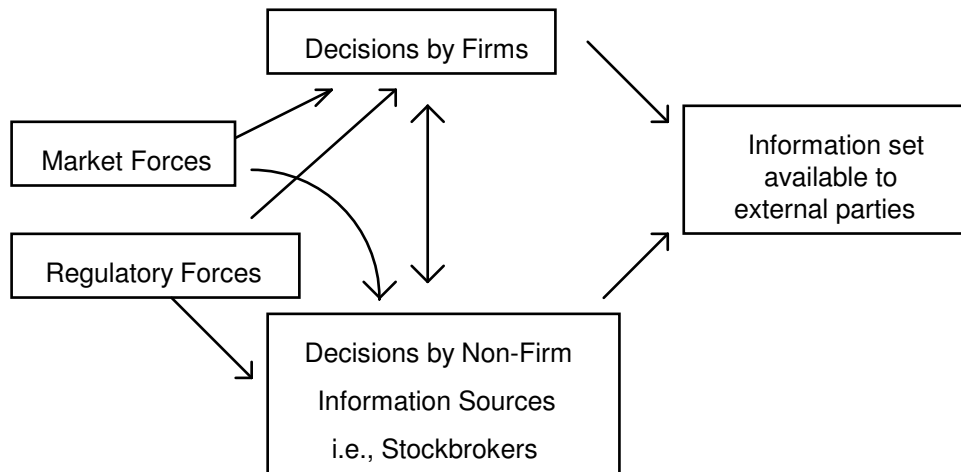 Decisions by Firms
Market Forces
Information set
available to
external parties
Regulatory Forces
Decisions by Non-Firm
Information Sources
i.e., Stockbrokers